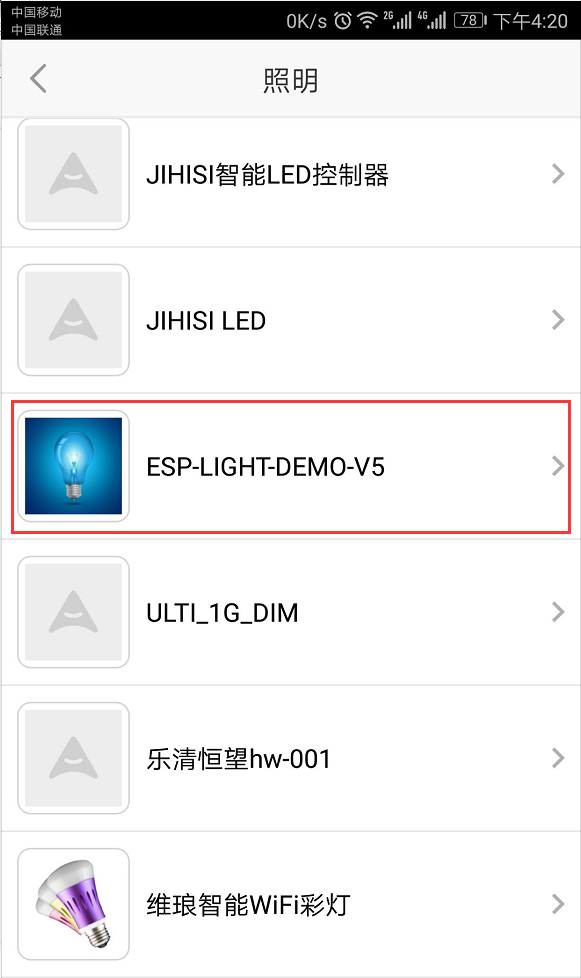 中国移动
中国联通
0K/s 2G 4G 78 下午4:20
照明
JIHISI智能LED控制器
JIHISI LED
ESP-LIGHT-DEMO-V5
ULTI_1G_DIM
乐清恒望hw-001
维琅智能WiFi彩灯